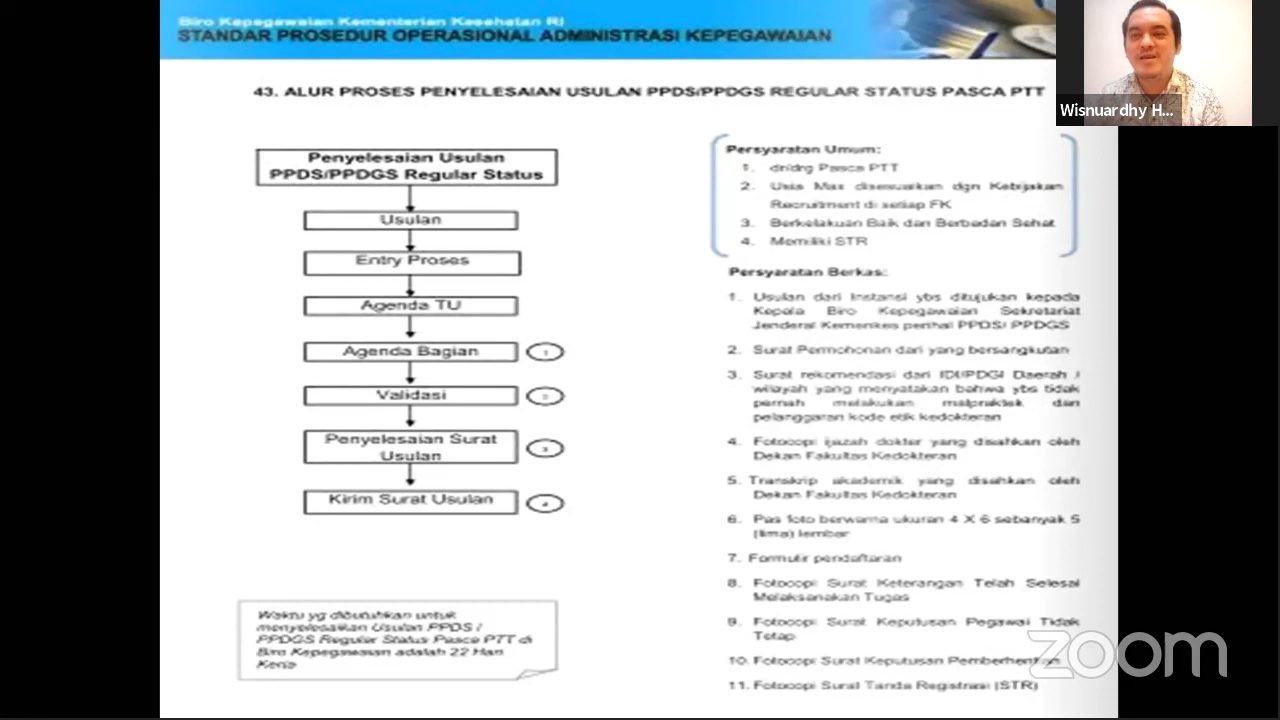 Biro Kepegawaian Kementerian Kesehatan RI
STANDAR PROSEDUR OPERASIONAL ADMINISTRASI KEPEGAWAIAN
43. ALUR PROSES PENYELESAIAN USULAN PPDS/PPDGS REGULAR STATUS PASCA PTT
Wisnuardhy H...
Penyelesaian Usulan
PPDS/PPDGS Regular Status
Usulan
Entry Proses
Agenda TU
Agenda Bagian
1
Validasi
2
Penyelesaian Surat
Usulan
3
Kirim Surat Usulan
4
Waktu yg dibutuhkan untuk
menyelesaikan Usulan PPDS /
PPDGS Regular Status Pasca PTT di
Biro Kepegawaian adalah 22 Hari
Kerja
Persyaratan Umum:
1. dr/drg Pasca PTT
2. Usia Max disesuaikan dgn Kebijakan
Recruitment di setiap FK
3. Berkelakuan Baik dan Berbadan Sehat
4. Memiliki STR
Persyaratan Berkas:
1. Usulan dari Instansi ybs ditujukan kepada
Kepala Biro Kepegawaian Sekretariat
Jenderal Kemenkes perihal PPDS/ PPDGS
2. Surat Permohonan dari yang bersangkutan
3. Surat rekomendasi dari IDI/PDGI Daerah /
wilayah yang menyatakan bahwa ybs tidak
pernah melakukan malpraktek dan
pelanggaran kode etik kedokteran
4. Fotocopi ijazah dokter yang disahkan oleh
Dekan Fakultas Kedokteran
5. Transkrip akademik yang disahkan oleh
Dekan Fakultas Kedokteran
6. Pas foto berwarna ukuran 4 X 6 sebanyak 5
(lima) lembar
7. Formulir pendaftaran
8. Fotocopi Surat Keterangan Telah Selesai
Melaksanakan Tugas
9. Fotocopi Surat Keputusan Pegawai Tidak
Tetap
10. Fotocopi Surat Keputusan Pemberhentian
11. Fotocopi Surat Tanda Registrasi (STR)
zoom